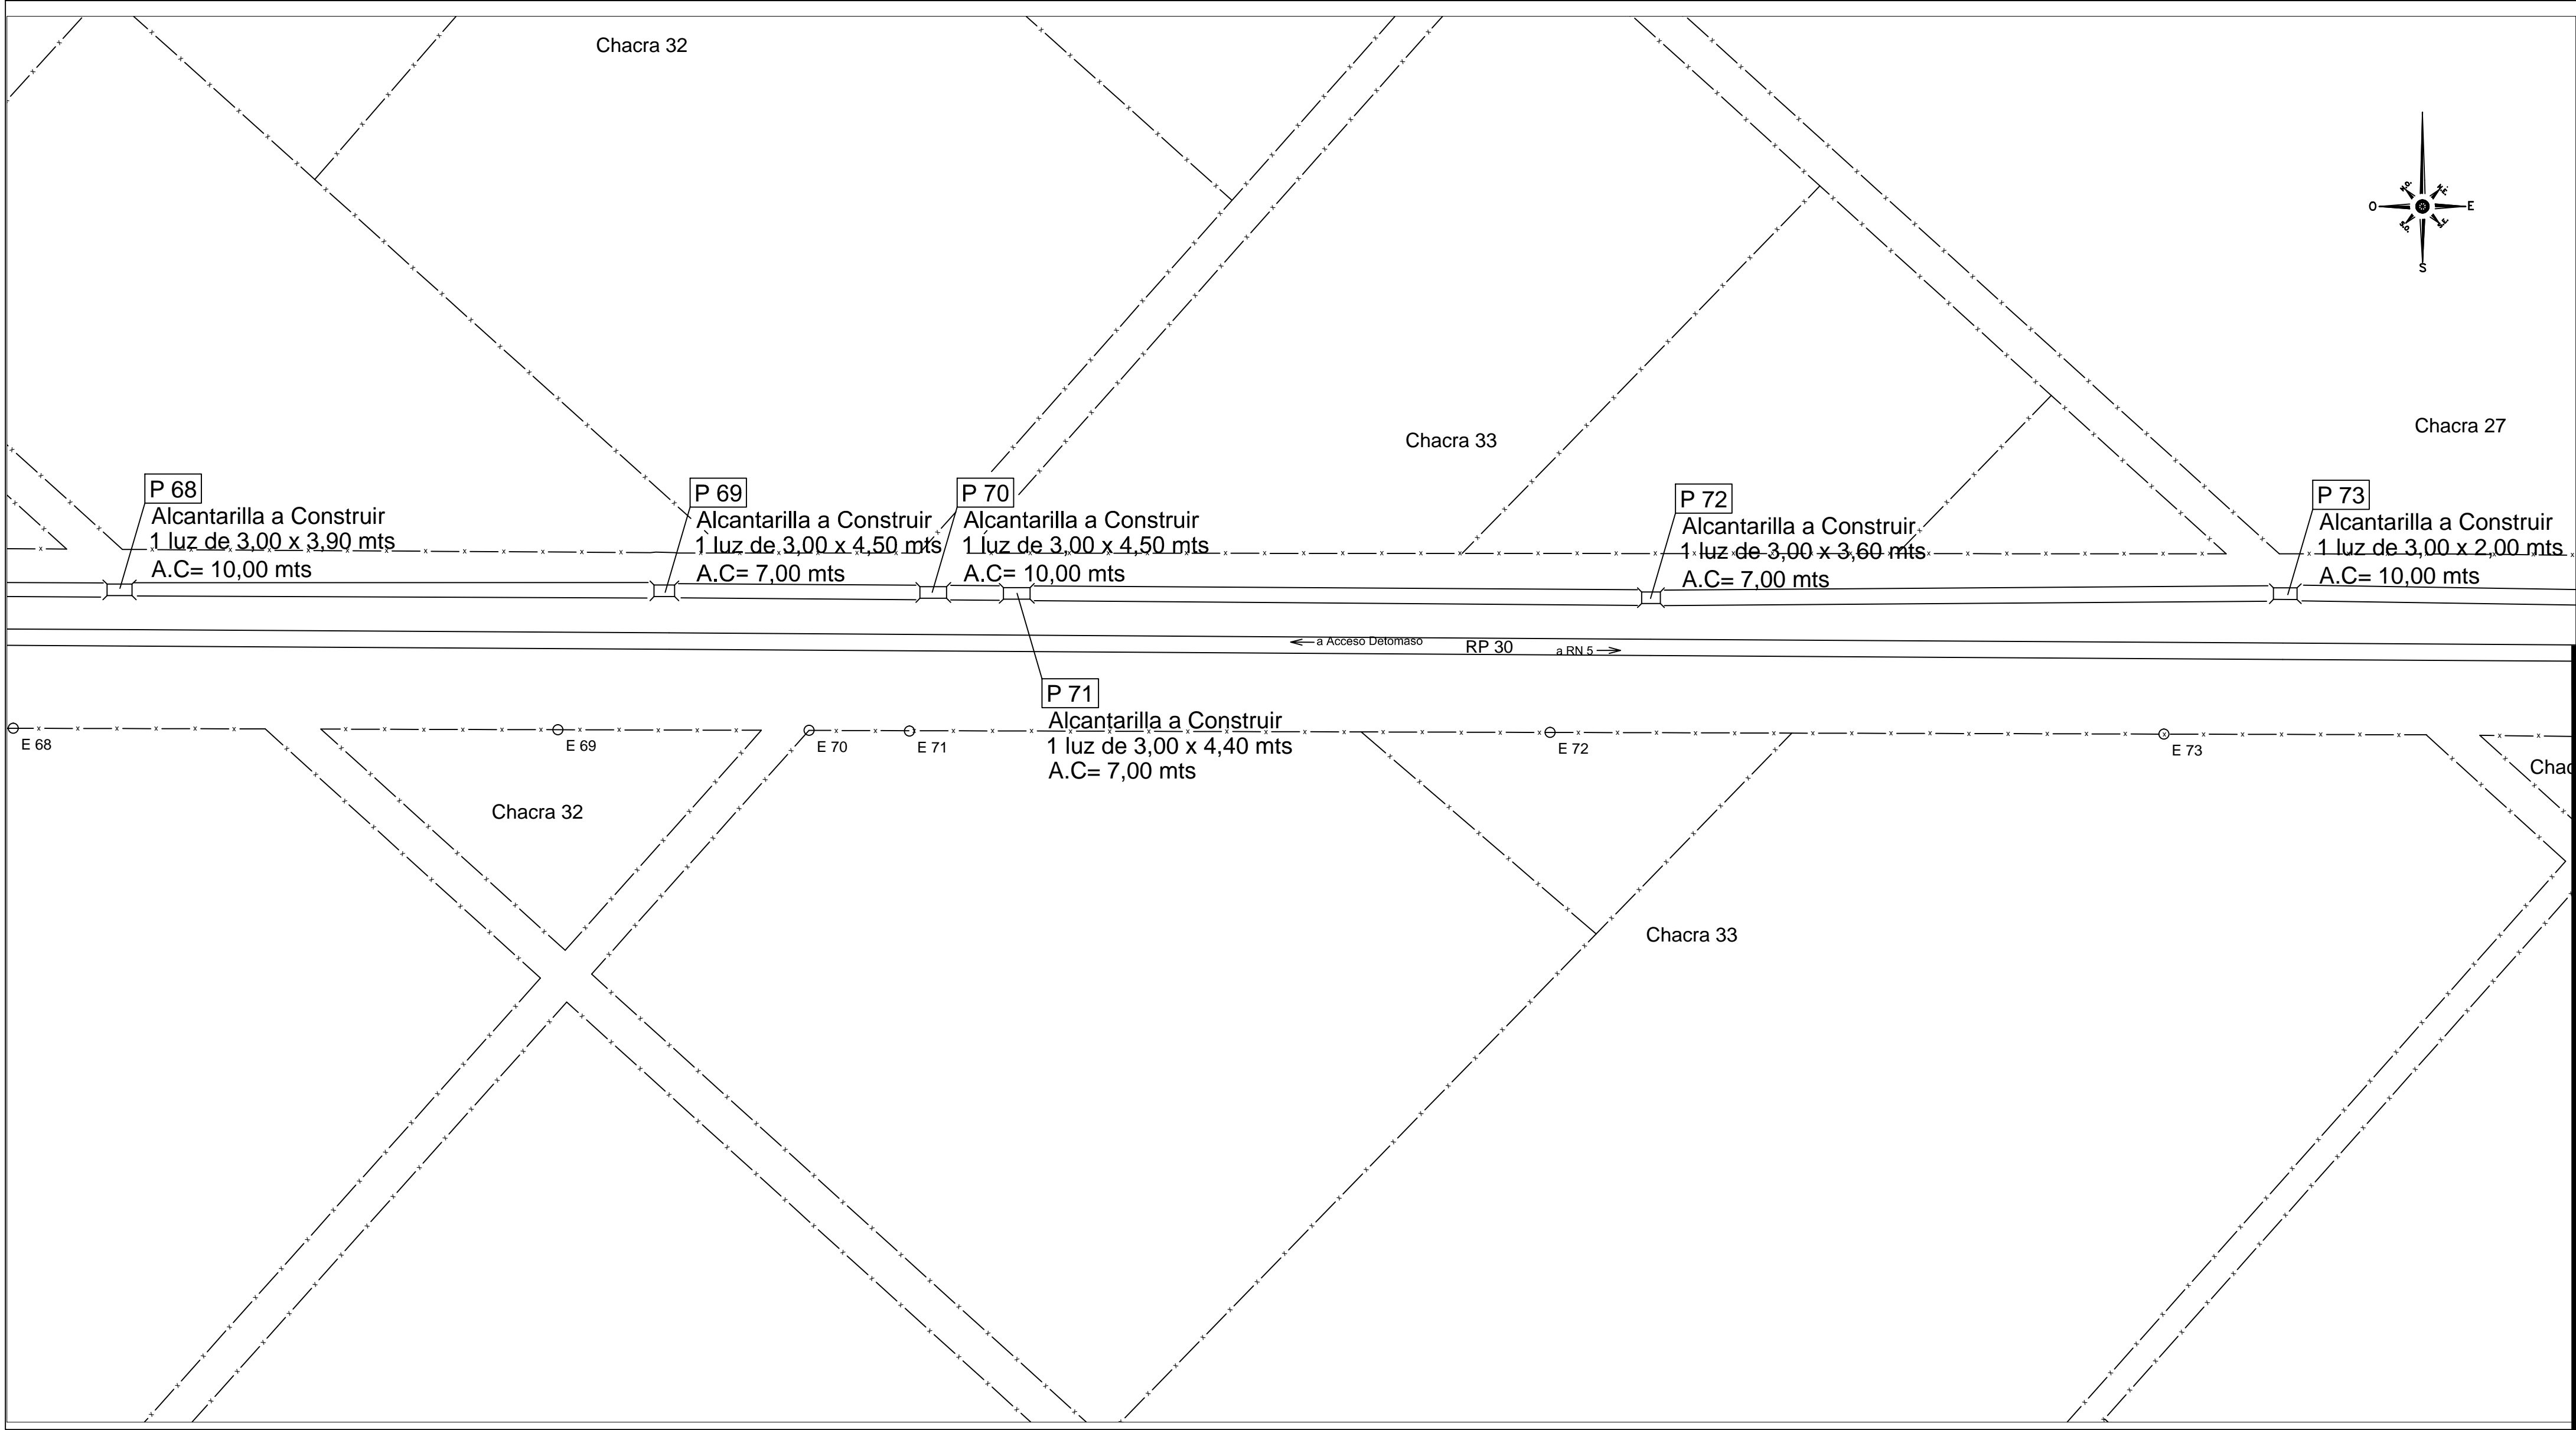 Chacra 32
N.O.
N.E.
O
E
S.O.
S.E.
S
Chacra 33
Chacra 27
P 68
Alcantarilla a Construir
1 luz de 3,00 x 3,90 mts
A.C= 10,00 mts
P 69
Alcantarilla a Construir
1 luz de 3,00 x 4,50 mts
A.C= 7,00 mts
P 70
Alcantarilla a Construir
1 luz de 3,00 x 4,50 mts
A.C= 10,00 mts
P 72
Alcantarilla a Construir
1 luz de 3,00 x 3,60 mts
A.C= 7,00 mts
P 73
Alcantarilla a Construir
1 luz de 3,00 x 2,00 mts
A.C= 10,00 mts
a Acceso Detomaso
RP 30
a RN 5
P 71
Alcantarilla a Construir
1 luz de 3,00 x 4,40 mts
A.C= 7,00 mts
E 68
E 69
E 70
E 71
E 72
E 73
Chac
Chacra 32
Chacra 33